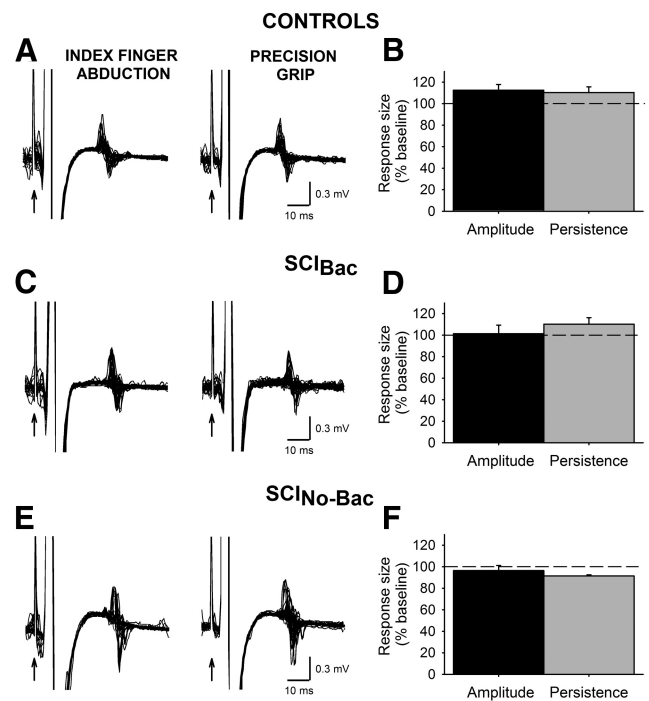 CONTROLS
A
INDEX FINGER
ABDUCTION
PRECISION
GRIP
0.3 mV
10 ms
B
Response size
(% baseline)
120
100
80
60
40
20
0
Amplitude
Persistence
SCIBac
C
0.3 mV
10 ms
D
Response size
(% baseline)
120
100
80
60
40
20
0
Amplitude
Persistence
SCINo-Bac
E
0.3 mV
10 ms
F
Response size
(% baseline)
120
100
80
60
40
20
0
Amplitude
Persistence